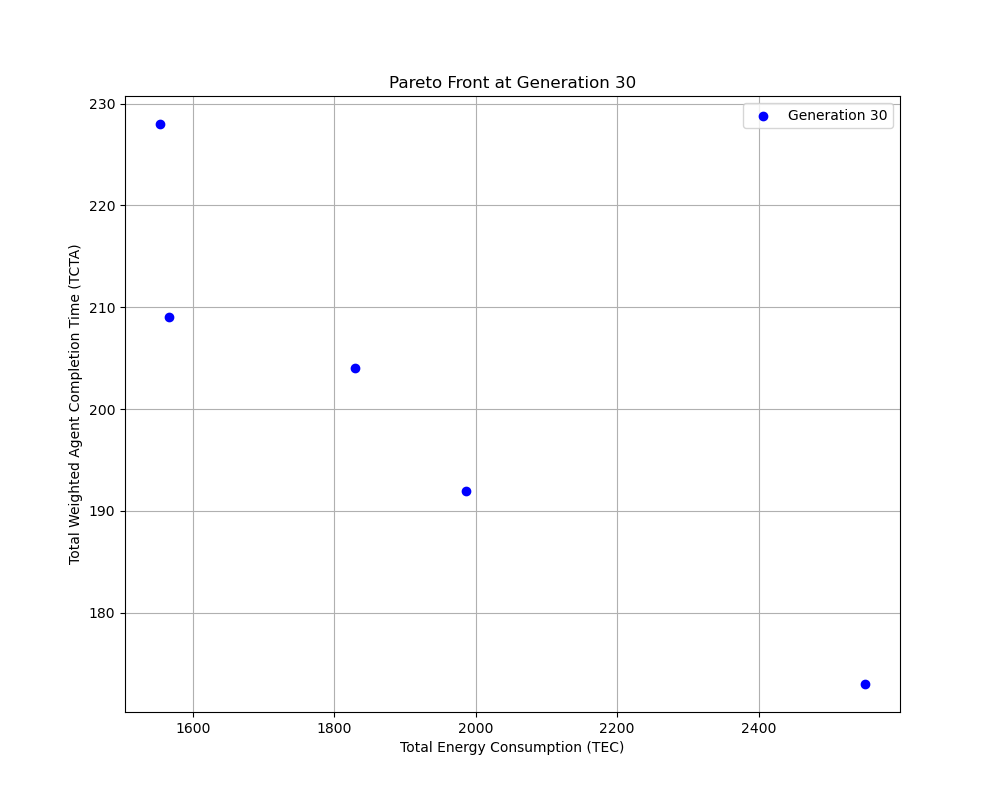 Pareto Front at Generation 30
Generation 30
230
220
210
200
190
180
Total Weighted Agent Completion Time (TCTA)
1600
1800
2000
2200
2400
Total Energy Consumption (TEC)